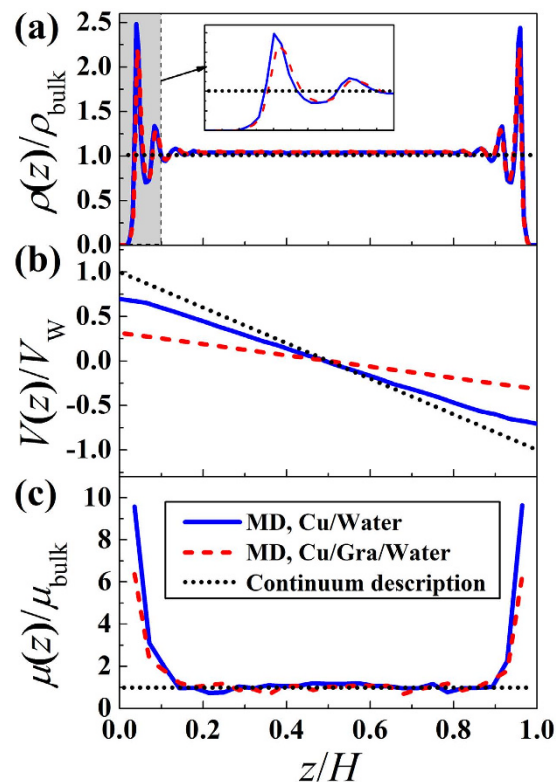 (a)
2.5
2.0
1.5
1.0
0.5
0.0
ρ(z)/ρbulk
(b)
1.0
0.5
0.0
-0.5
-1.0
V(z)/VW
(c)
10
8
6
4
2
0
μ(z)/μbulk
MD, Cu/Water
MD, Cu/Gra/Water
Continuum description
0.0 0.2 0.4 0.6 0.8 1.0
z/H